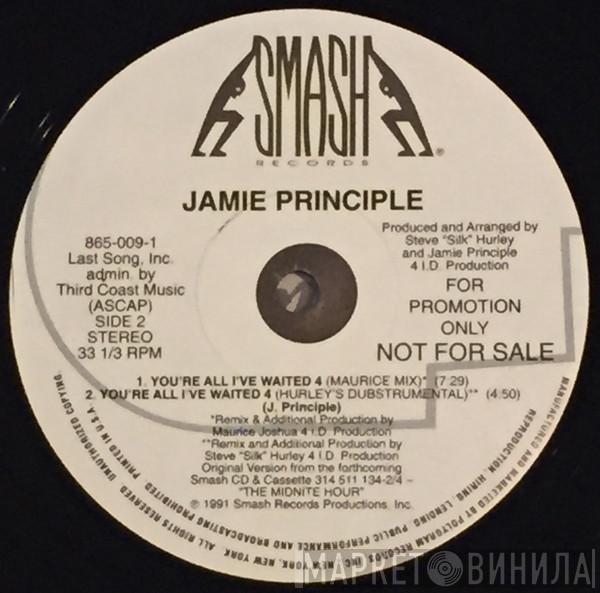 SMASH
RECORDS
®
JAMIE PRINCIPLE
865-009-1
Last Song, Inc.
admin. by
Third Coast Music
(ASCAP)
SIDE 2
STEREO
33 1/3 RPM
Produced and Arranged by
Steve "Silk" Hurley
and Jamie Principle
4 I.D. Production
FOR
PROMOTION
ONLY
NOT FOR SALE
1. YOU'RE ALL I'VE WAITED 4 (MAURICE MIX)* (7:29)
2. YOU'RE ALL I'VE WAITED 4 (HURLEY'S DUBSTRUMENTAL)** (4:50)
(J. Principle)
*Remix & Additional Production by
Maurice Joshua 4 I.D. Production
**Remix and Additional Production by
Steve "Silk" Hurley 4 I.D. Production
Original Version from the forthcoming
Smash CD & Cassette 314 511 134-2/4 –
"THE MIDNITE HOUR"
℗ 1991 Smash Records Productions, Inc.
MANUFACTURED AND MARKETED BY POLYGRAM RECORDS, INC., NEW YORK, NEW YORK. ALL RIGHTS RESERVED. UNAUTHORIZED COPYING, REPRODUCTION, HIRING, LENDING, PUBLIC PERFORMANCE AND BROADCASTING PROHIBITED. PRINTED IN U.S.A.
МАРКЕТ ВИНИЛА